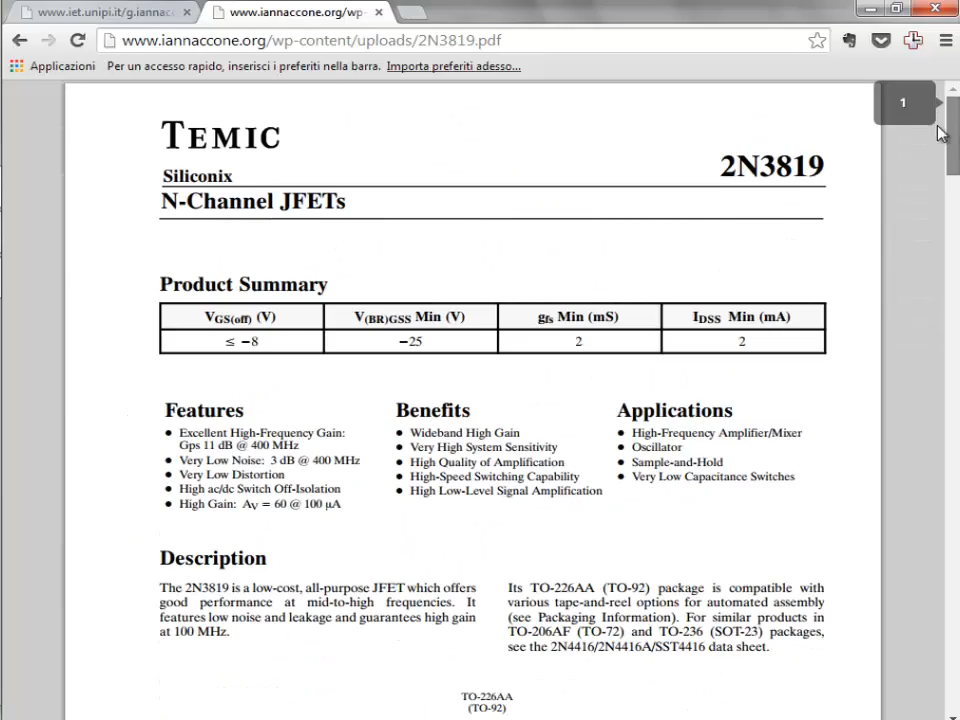 www.iet.unipi.it/g.iannacc
www.iannaccone.org/wp-
www.iannaccone.org/wp-content/uploads/2N3819.pdf
Applicazioni Per un accesso rapido, inserisci i preferiti nella barra. Importa preferiti adesso...
1
TEMIC
Siliconix
2N3819
N-Channel JFETs
Product Summary
VGS(off) (V) V(BR)GSS Min (V) gfs Min (mS) IDSS Min (mA)
≤ −8 −25 2 2
Features
● Excellent High-Frequency Gain:
Gps 11 dB @ 400 MHz
● Very Low Noise: 3 dB @ 400 MHz
● Very Low Distortion
● High ac/dc Switch Off-Isolation
● High Gain: AV = 60 @ 100 μA
Benefits
● Wideband High Gain
● Very High System Sensitivity
● High Quality of Amplification
● High-Speed Switching Capability
● High Low-Level Signal Amplification
Applications
● High-Frequency Amplifier/Mixer
● Oscillator
● Sample-and-Hold
● Very Low Capacitance Switches
Description
The 2N3819 is a low-cost, all-purpose JFET which offers
good performance at mid-to-high frequencies. It
features low noise and leakage and guarantees high gain
at 100 MHz.
Its TO-226AA (TO-92) package is compatible with
various tape-and-reel options for automated assembly
(see Packaging Information). For similar products in
TO-206AF (TO-72) and TO-236 (SOT-23) packages,
see the 2N4416/2N4416A/SST4416 data sheet.
TO-226AA
(TO-92)